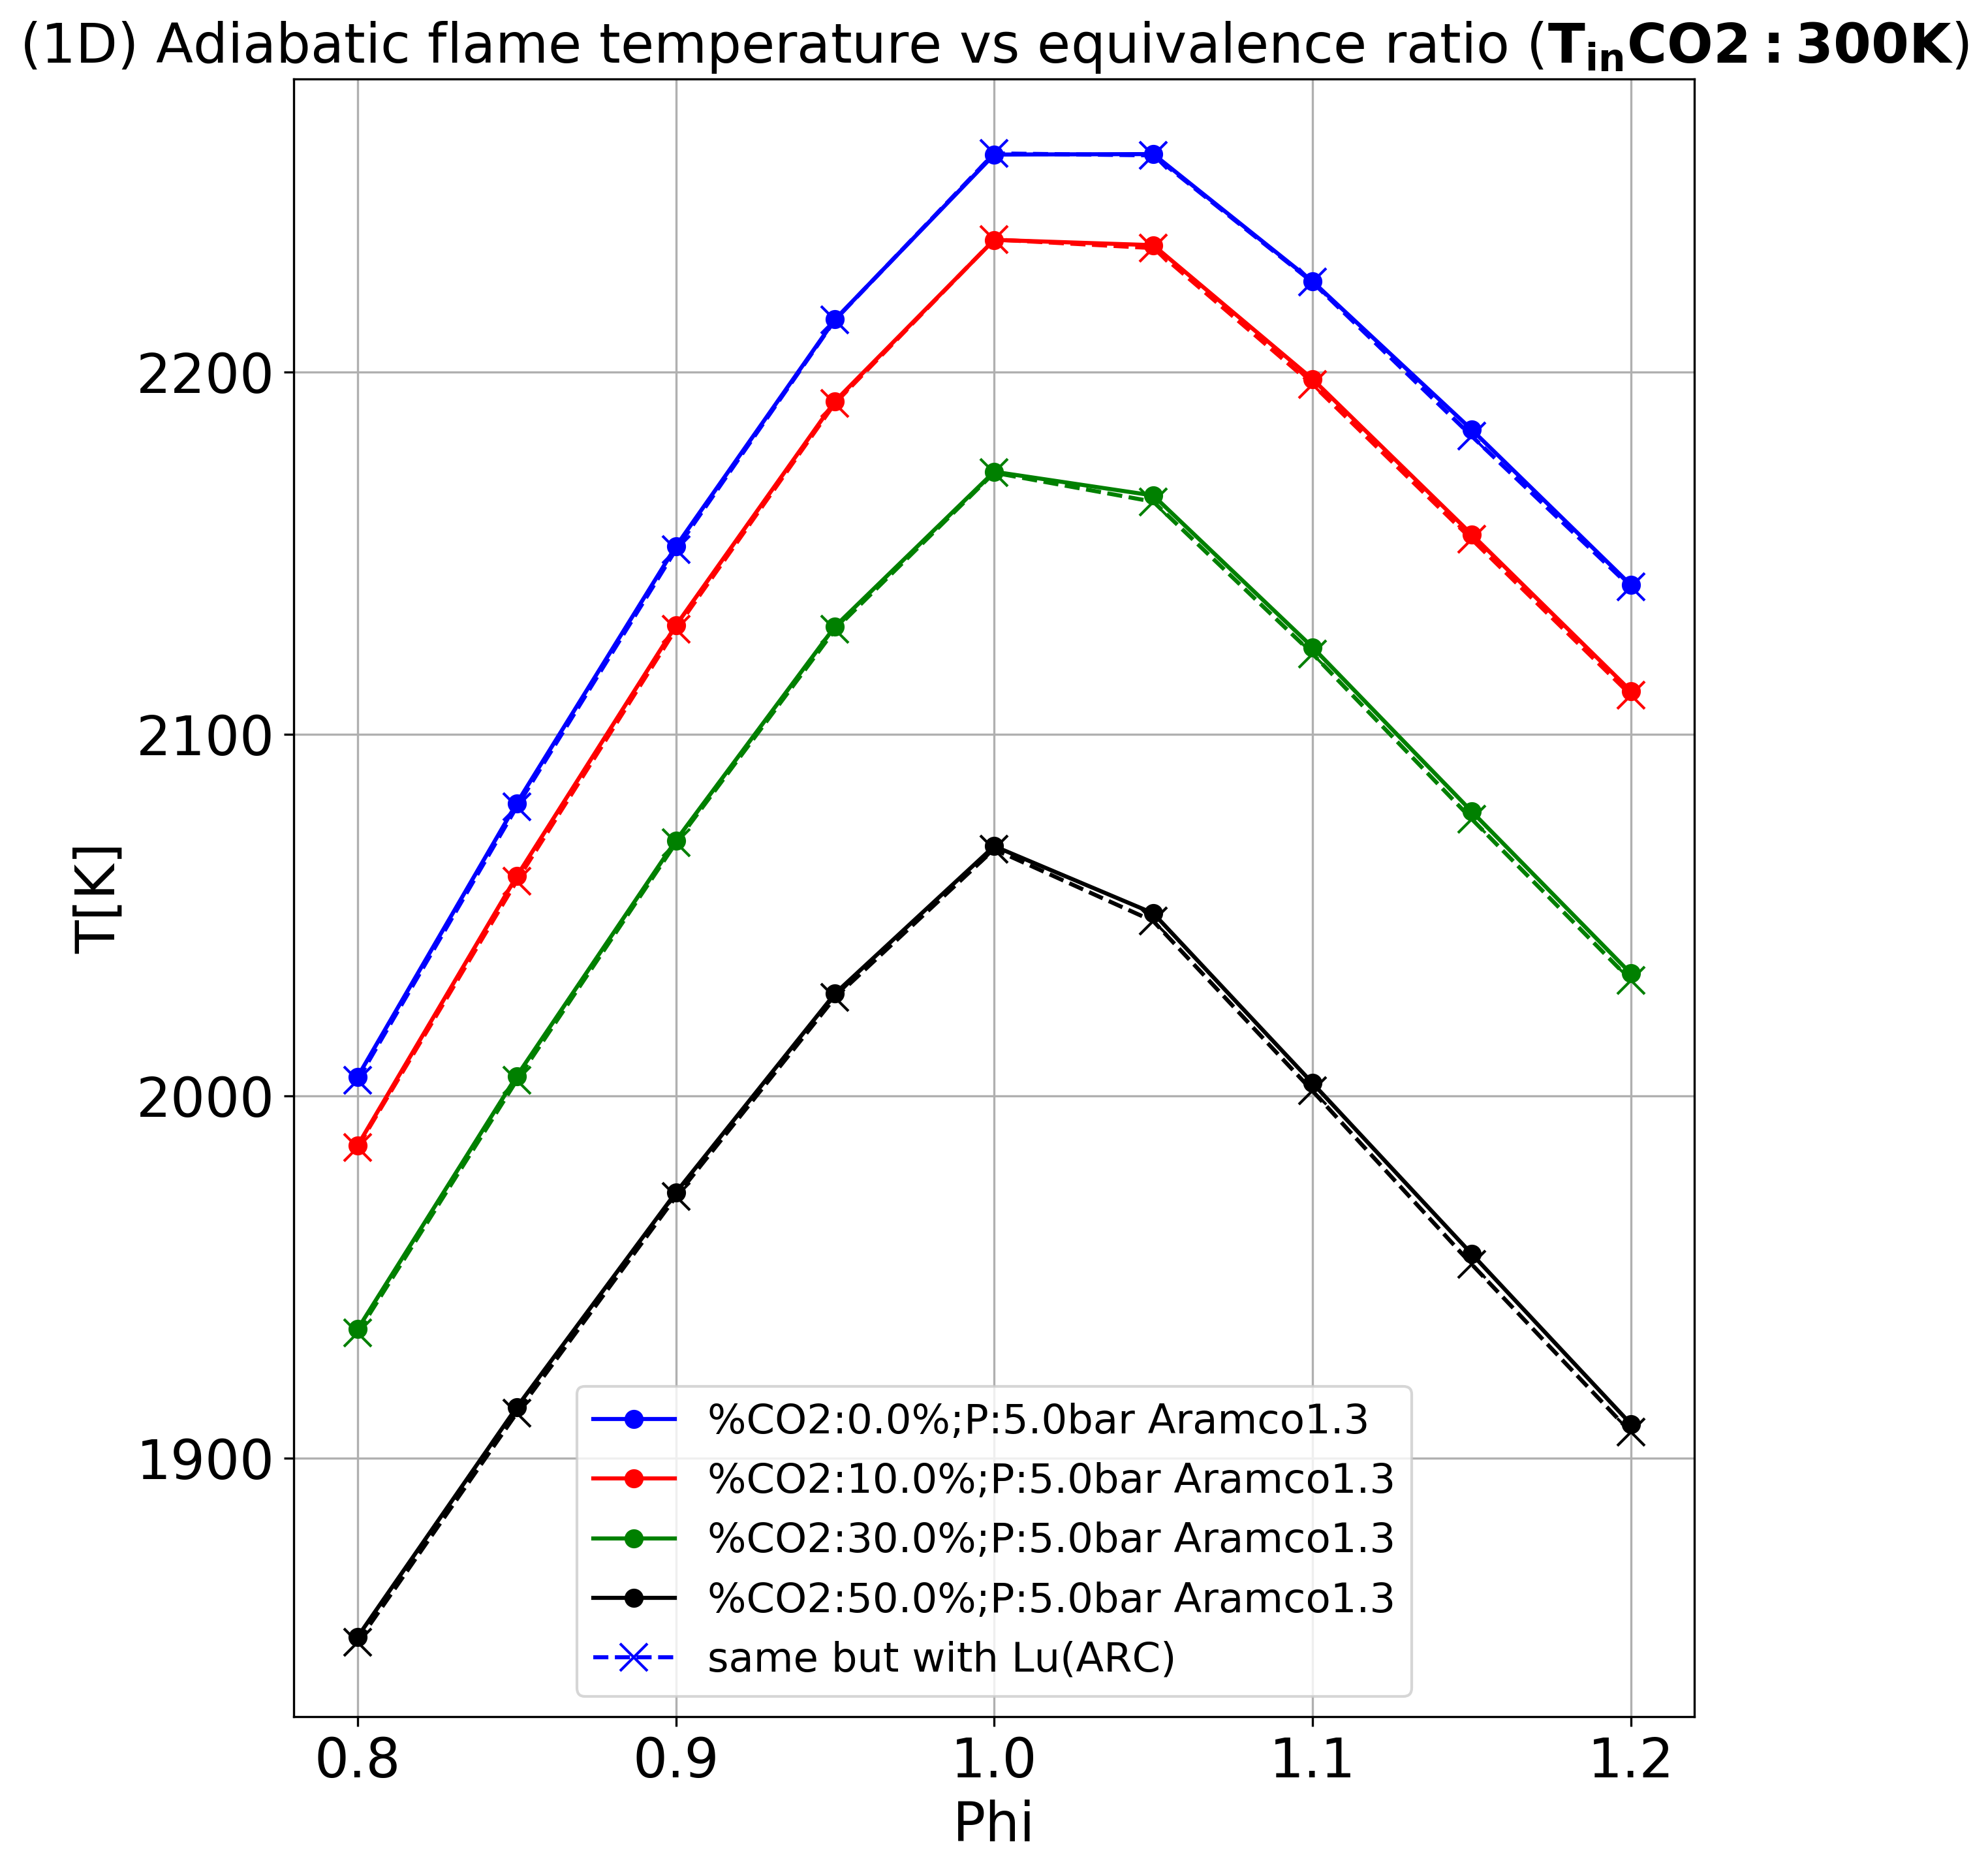 (1D) Adiabatic flame temperature vs equivalence ratio (TinCO2 : 300K)
2200
2100
2000
1900
T[K]
%CO2:0.0%;P:5.0bar Aramco1.3
%CO2:10.0%;P:5.0bar Aramco1.3
%CO2:30.0%;P:5.0bar Aramco1.3
%CO2:50.0%;P:5.0bar Aramco1.3
same but with Lu(ARC)
0.8 0.9 1.0 1.1 1.2
Phi